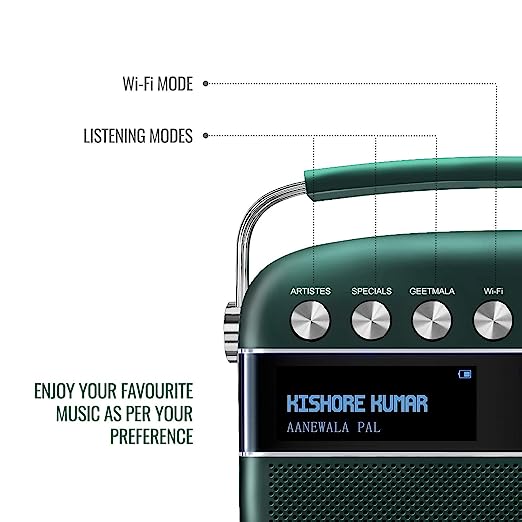 Wi-Fi MODE
LISTENING MODES
ARTISTES SPECIALS GEETMALA Wi-Fi
KISHORE KUMAR
AANEWALA PAL
ENJOY YOUR FAVOURITE
MUSIC AS PER YOUR
PREFERENCE